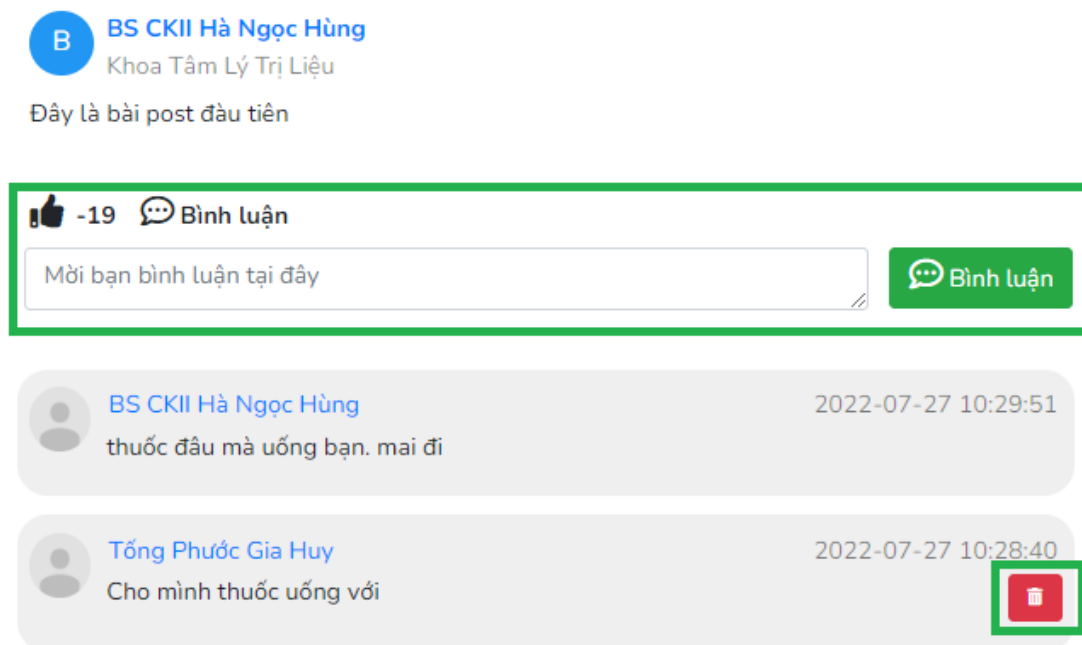 B
BS CKII Hà Ngọc Hùng
Khoa Tâm Lý Trị Liệu
Đây là bài post đàu tiên
-19 Bình luận
Mời bạn bình luận tại đây
Bình luận
BS CKII Hà Ngọc Hùng 2022-07-27 10:29:51
thuốc đâu mà uống bạn. mai đi
Tống Phước Gia Huy 2022-07-27 10:28:40
Cho mình thuốc uống với